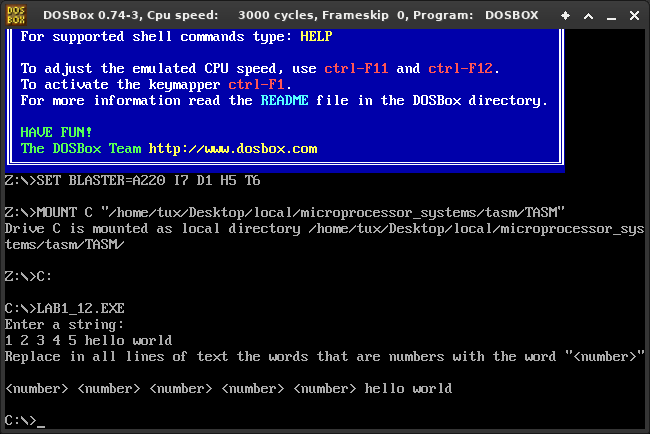 DOS
BOX
DOSBox 0.74-3, Cpu speed:    3000 cycles, Frameskip  0, Program:   DOSBOX
For supported shell commands type: HELP
To adjust the emulated CPU speed, use ctrl-F11 and ctrl-F12.
To activate the keymapper ctrl-F1.
For more information read the README file in the DOSBox directory.
HAVE FUN!
The DOSBox Team http://www.dosbox.com
Z:\>SET BLASTER=A220 I7 D1 H5 T6
Z:\>MOUNT C "/home/tux/Desktop/local/microprocessor_systems/tasm/TASM"
Drive C is mounted as local directory /home/tux/Desktop/local/microprocessor_sys
tems/tasm/TASM/
Z:\>C:
C:\>LAB1_12.EXE
Enter a string:
1 2 3 4 5 hello world
Replace in all lines of text the words that are numbers with the word "<number>"
<number> <number> <number> <number> <number> hello world
C:\>_